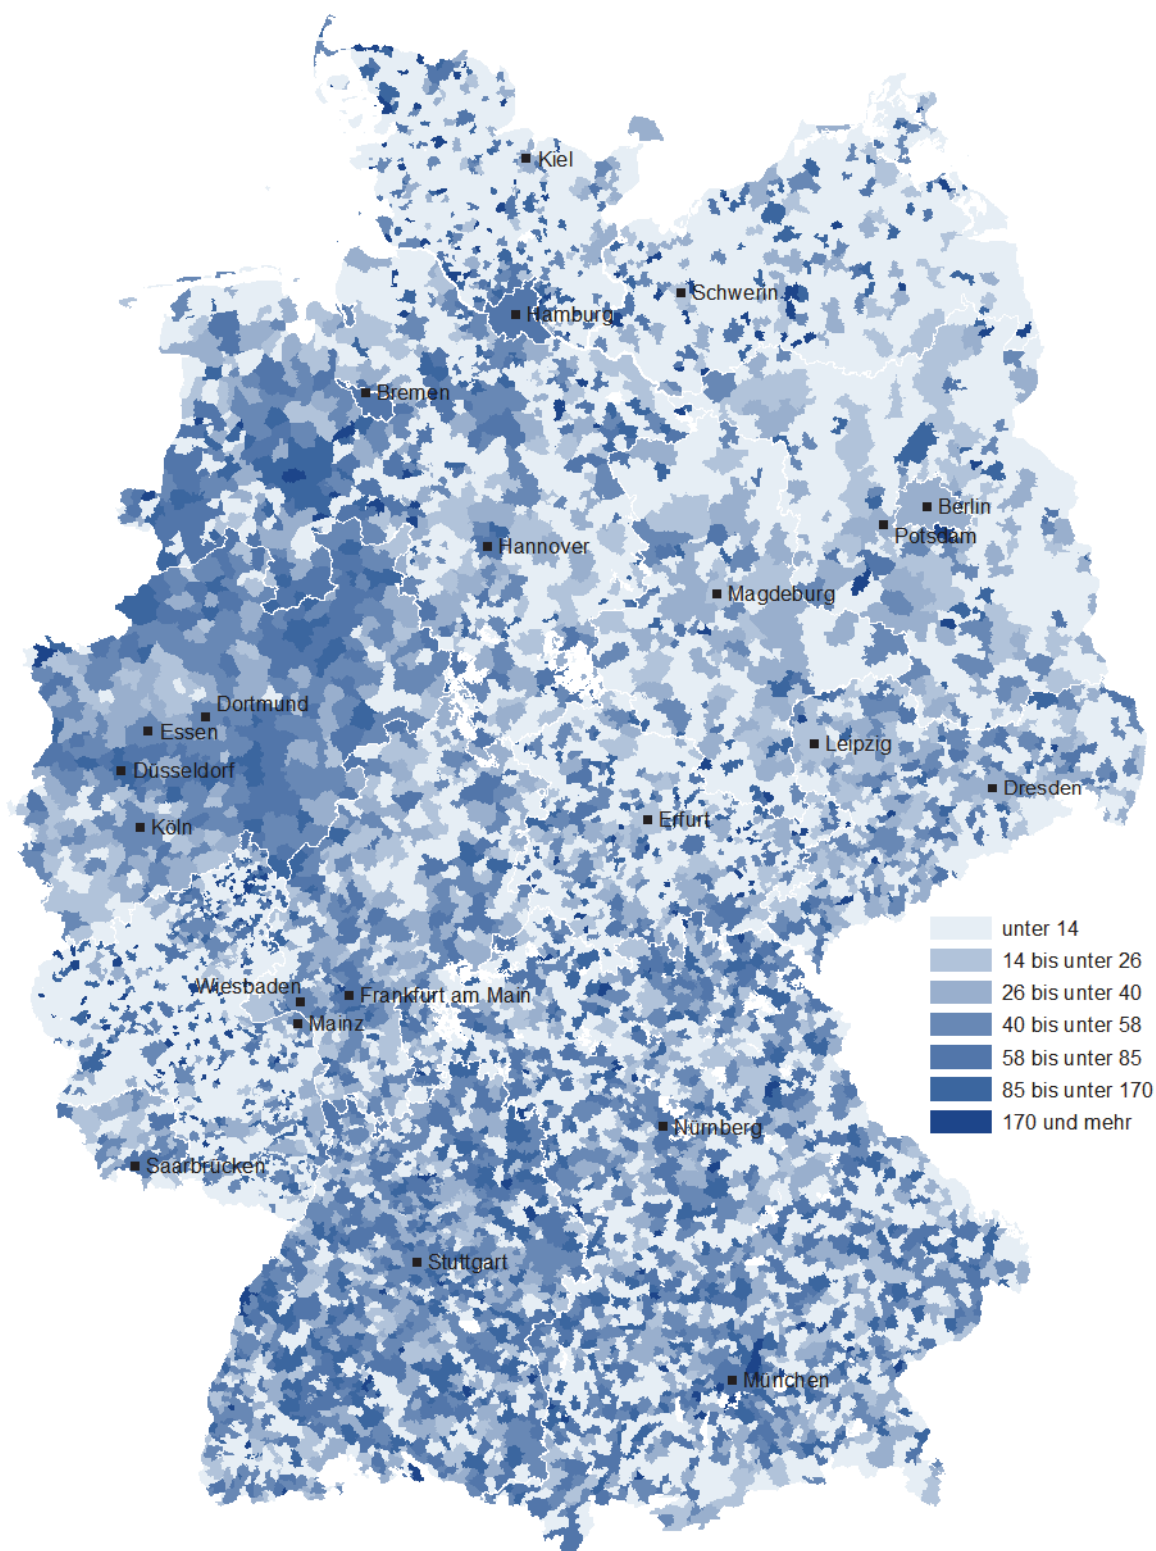 Kiel
Schwerin
Hamburg
Bremen
Berlin
Potsdam
Hannover
Magdeburg
Dortmund
Essen
Leipzig
Düsseldorf
Dresden
Köln
Erfurt
unter 14
14 bis unter 26
26 bis unter 40
40 bis unter 58
58 bis unter 85
85 bis unter 170
170 und mehr
Wiesbaden
Frankfurt am Main
Mainz
Nürnberg
Saarbrücken
Stuttgart
München